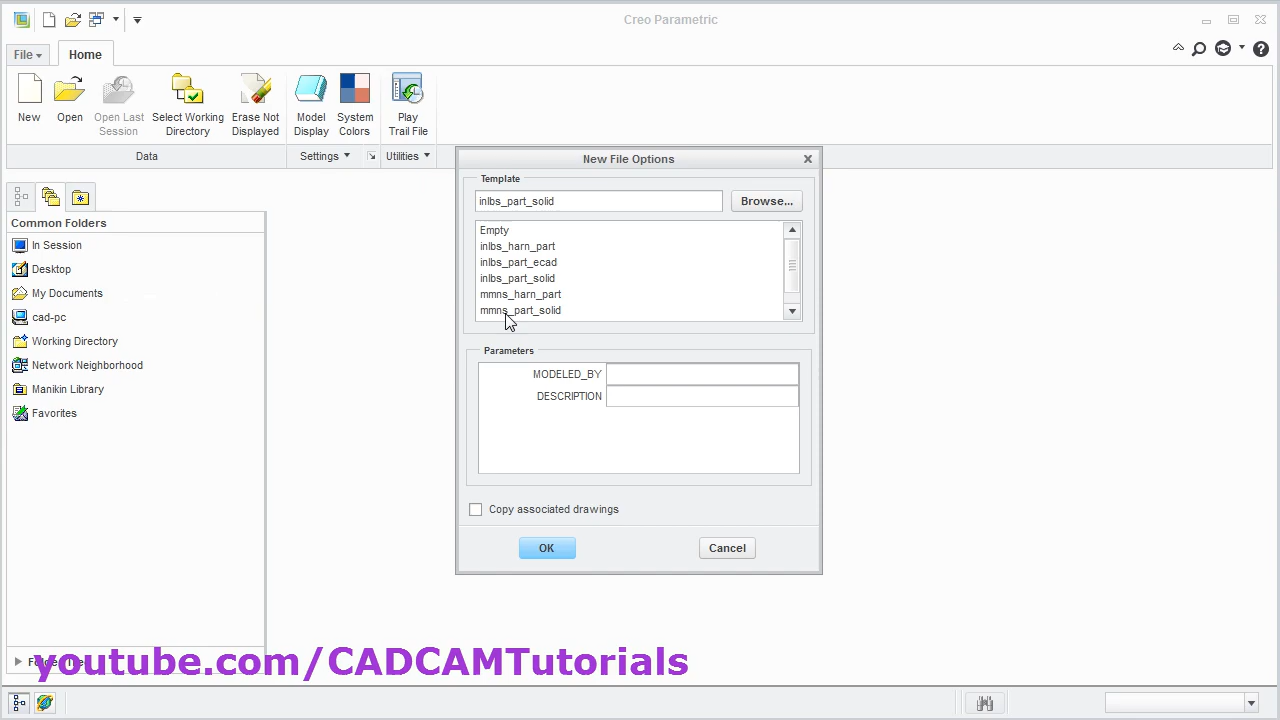 Creo Parametric
File
Home
New
Open
Open Last Session
Select Working Directory
Erase Not Displayed
Model Display
System Colors
Play Trail File
Data
Settings
Utilities
New File Options
Template
inlbs_part_solid
Browse...
Empty
inlbs_harn_part
inlbs_part_ecad
inlbs_part_solid
mmns_harn_part
mmns_part_solid
Parameters
MODELED_BY
DESCRIPTION
Copy associated drawings
OK
Cancel
Common Folders
In Session
Desktop
My Documents
cad-pc
Working Directory
Network Neighborhood
Manikin Library
Favorites
youtube.com/CADCAMTutorials